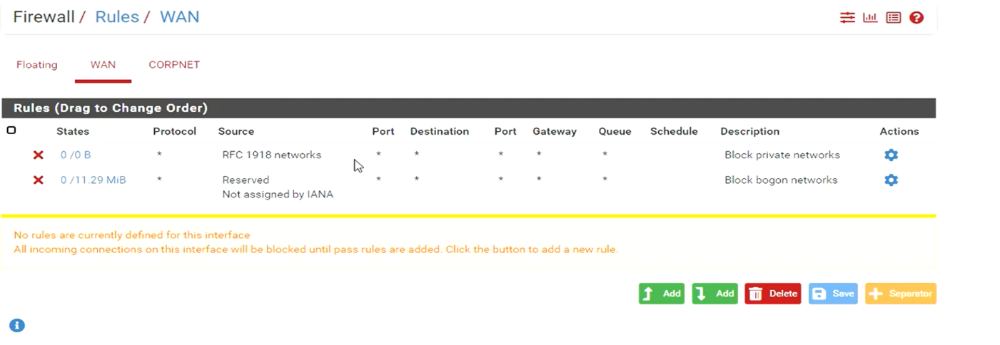 Firewall / Rules / WAN
Floating WAN CORPNET
Rules (Drag to Change Order)
States Protocol Source Port Destination Port Gateway Queue Schedule Description Actions
0 /0 B * RFC 1918 networks * * * * * Block private networks
0 /11.29 MiB * Reserved * * * * * Block bogon networks
Not assigned by IANA
No rules are currently defined for this interface
All incoming connections on this interface will be blocked until pass rules are added. Click the button to add a new rule.
Add Add Delete Save Separator